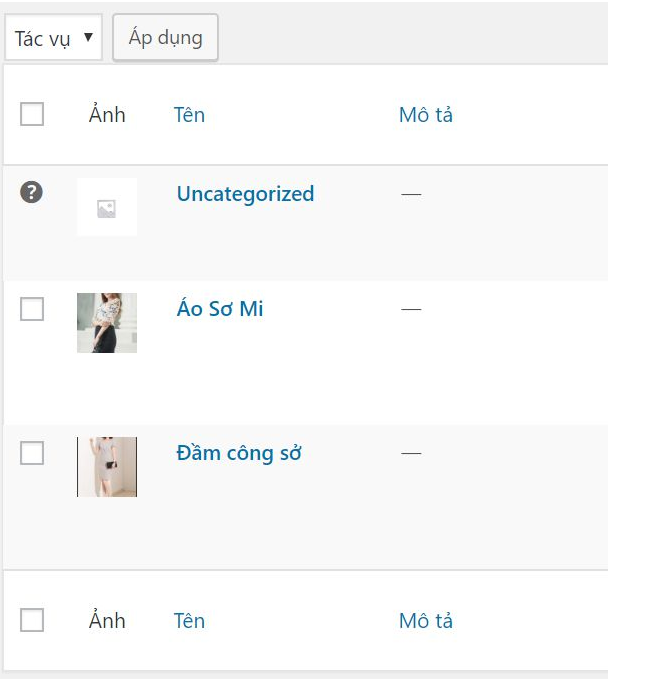 Tác vụ ▼ Áp dụng
Ảnh Tên Mô tả
? Uncategorized —
Áo Sơ Mi —
Đầm công sở —
Ảnh Tên Mô tả